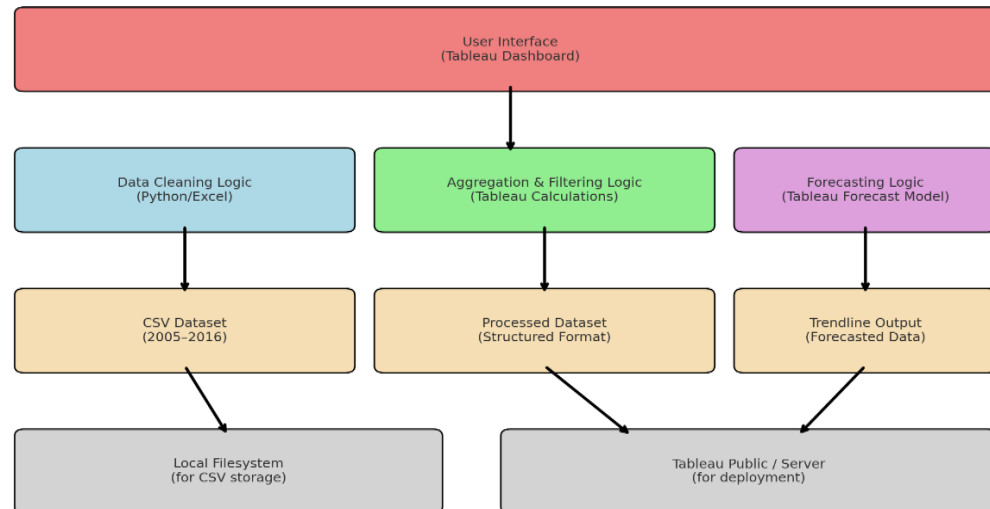 User Interface
(Tableau Dashboard)
Data Cleaning Logic
(Python/Excel)
Aggregation & Filtering Logic
(Tableau Calculations)
Forecasting Logic
(Tableau Forecast Model)
CSV Dataset
(2005–2016)
Processed Dataset
(Structured Format)
Trendline Output
(Forecasted Data)
Local Filesystem
(for CSV storage)
Tableau Public / Server
(for deployment)